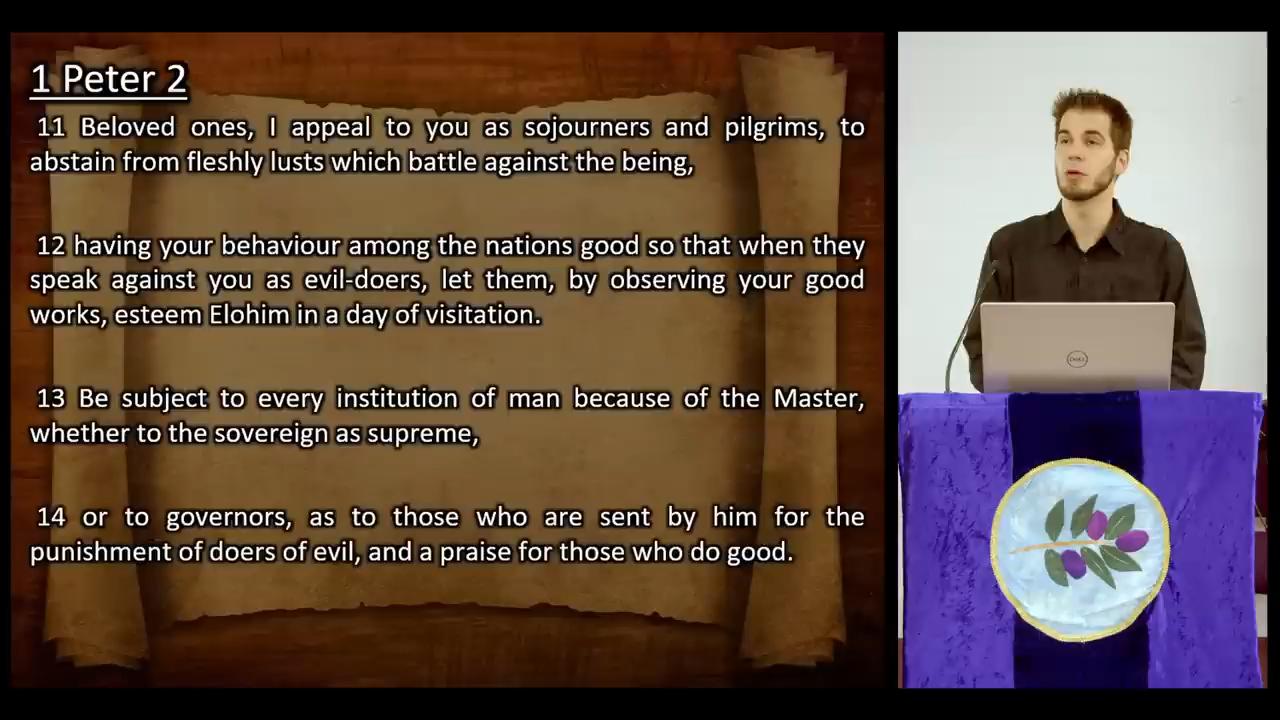 1 Peter 2
11 Beloved ones, I appeal to you as sojourners and pilgrims, to
abstain from fleshly lusts which battle against the being,
12 having your behaviour among the nations good so that when they
speak against you as evil-doers, let them, by observing your good
works, esteem Elohim in a day of visitation.
13 Be subject to every institution of man because of the Master,
whether to the sovereign as supreme,
14 or to governors, as to those who are sent by him for the
punishment of doers of evil, and a praise for those who do good.
DELL